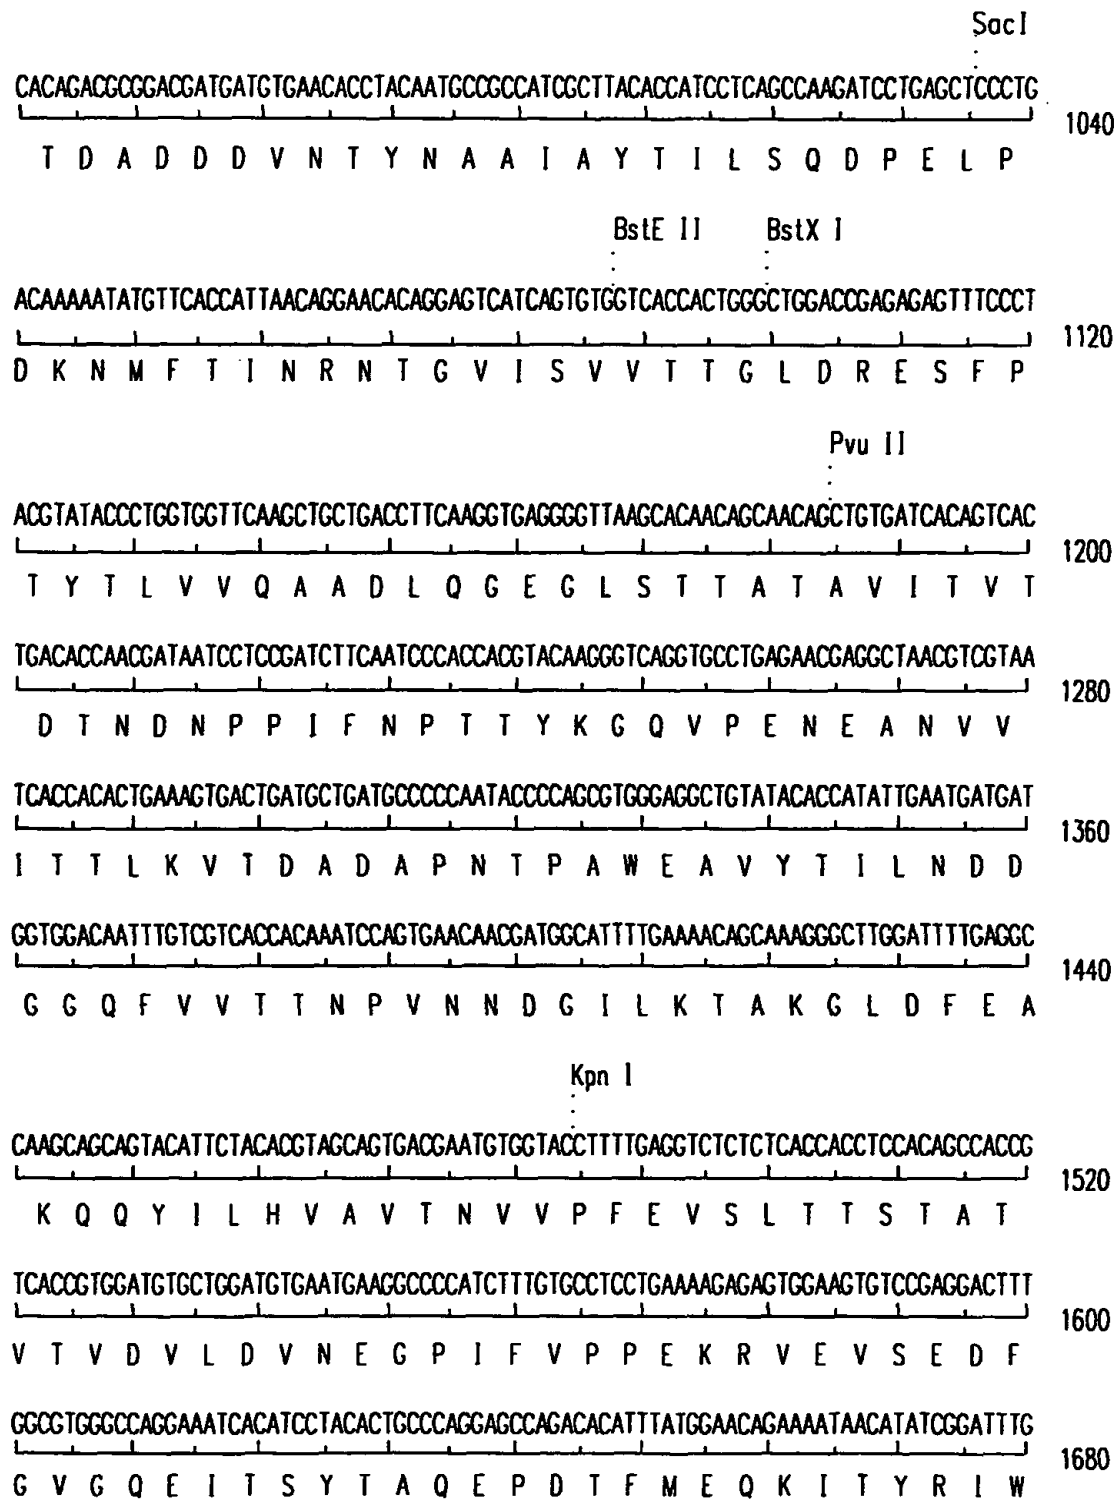 SacI
CACAGACGCGGACGATGATGTGAACACCTACAATGCCGCCATCGCTTACACCATCCTCAGCCAAGATCCTGAGCTCCCTG
1040
T D A D D D V N T Y N A A I A Y T I L S Q D P E L P
BstE II BstX I
ACAAAAATATGTTCACCATTAACAGGAACACAGGAGTCATCAGTGTGGTCACCACTGGGCTGGACCGAGAGAGTTTCCCT
1120
D K N M F T I N R N T G V I S V V T T G L D R E S F P
Pvu II
ACGTATACCCTGGTGGTTCAAGCTGCTGACCTTCAAGGTGAGGGGTTAAGCACAACAGCAACAGCTGTGATCACAGTCAC
1200
T Y T L V V Q A A D L Q G E G L S T T A T A V I T V T
TGACACCAACGATAATCCTCCGATCTTCAATCCCACCACGTACAAGGGTCAGGTGCCTGAGAACGAGGCTAACGTCGTAA
1280
D T N D N P P I F N P T T Y K G Q V P E N E A N V V
TCACCACACTGAAAGTGACTGATGCTGATGCCCCCAATACCCCAGCGTGGGAGGCTGTATACACCATATTGAATGATGAT
1360
I T T L K V T D A D A P N T P A W E A V Y T I L N D D
GGTGGACAATTTGTCGTCACCACAAATCCAGTGAACAACGATGGCATTTTGAAAACAGCAAAGGGCTTGGATTTTGAGGC
1440
G G Q F V V T T N P V N N D G I L K T A K G L D F E A
Kpn I
CAAGCAGCAGTACATTCTACACGTAGCAGTGACGAATGTGGTACCTTTTGAGGTCTCTCTCACCACCTCCACAGCCACCG
1520
K Q Q Y I L H V A V T N V V P F E V S L T T S T A T
TCACCGTGGATGTGCTGGATGTGAATGAAGGCCCCATCTTTGTGCCTCCTGAAAAGAGAGTGGAAGTGTCCGAGGACTTT
1600
V T V D V L D V N E G P I F V P P E K R V E V S E D F
GGCGTGGGCCAGGAAATCACATCCTACACTGCCCAGGAGCCAGACACATTTATGGAACAGAAAATAACATATCGGATTTG
1680
G V G Q E I T S Y T A Q E P D T F M E Q K I T Y R I W